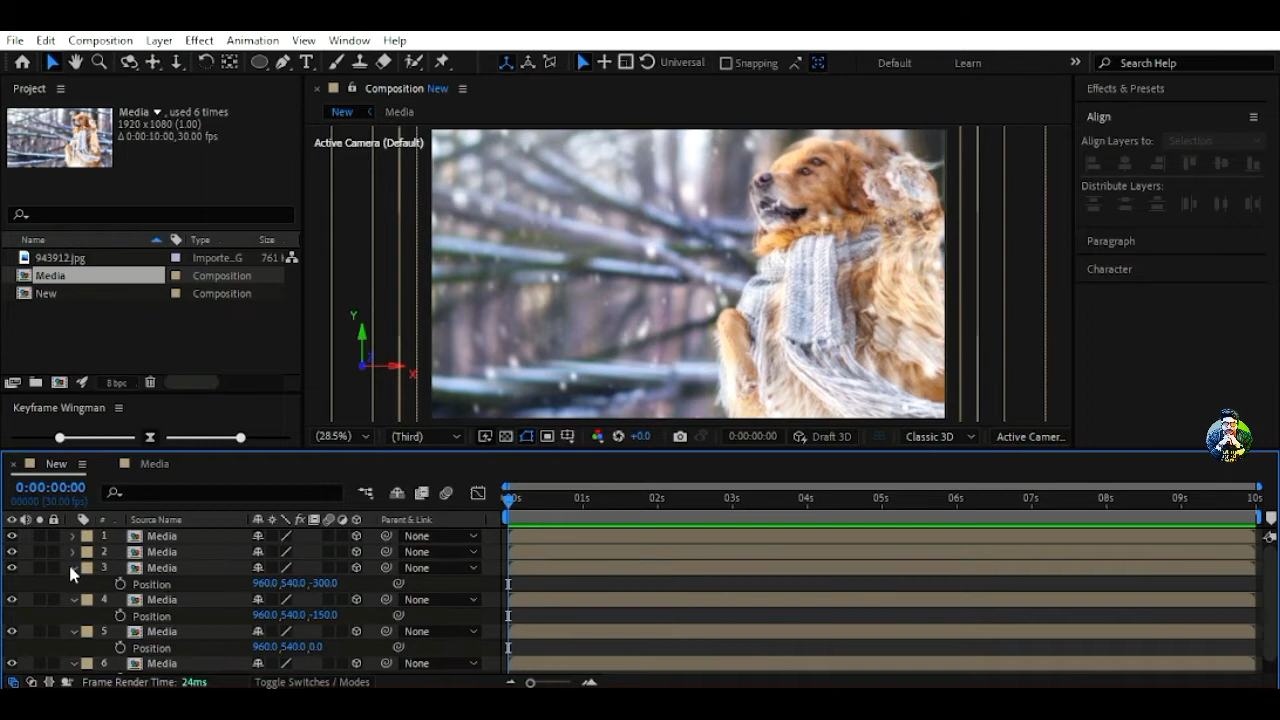 File Edit Composition Layer Effect Animation View Window Help
Universal Snapping Default Learn Search Help
Project
Media , used 6 times
1920 x 1080 (1.00)
Δ 0:00:10:00, 30.00 fps
Name Type Size
943912.jpg Importe_G 761
Media Composition
New Composition
8 bpc
Keyframe Wingman
Composition New
New Media
Active Camera (Default)
(28.5%) (Third) +0.0 0:00:00:00 Draft 3D Classic 3D Active Camer...
Effects & Presets
Align
Align Layers to: Selection
Distribute Layers:
Paragraph
Character
Y
Z
X
New Media
0:00:00:00
00000 (30.00 fps)
00s 01s 02s 03s 04s 05s 06s 07s 08s 09s 10s
# Source Name fx Parent & Link
1 Media None
2 Media None
3 Media None
Position 960.0,540.0,-300.0
4 Media None
Position 960.0,540.0,-150.0
5 Media None
Position 960.0,540.0,0.0
6 Media None
Frame Render Time: 24ms Toggle Switches / Modes